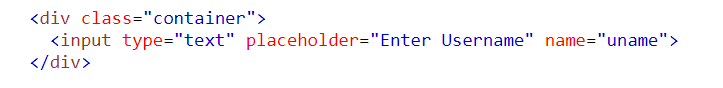 <div class="container">
  <input type="text" placeholder="Enter Username" name="uname">
</div>